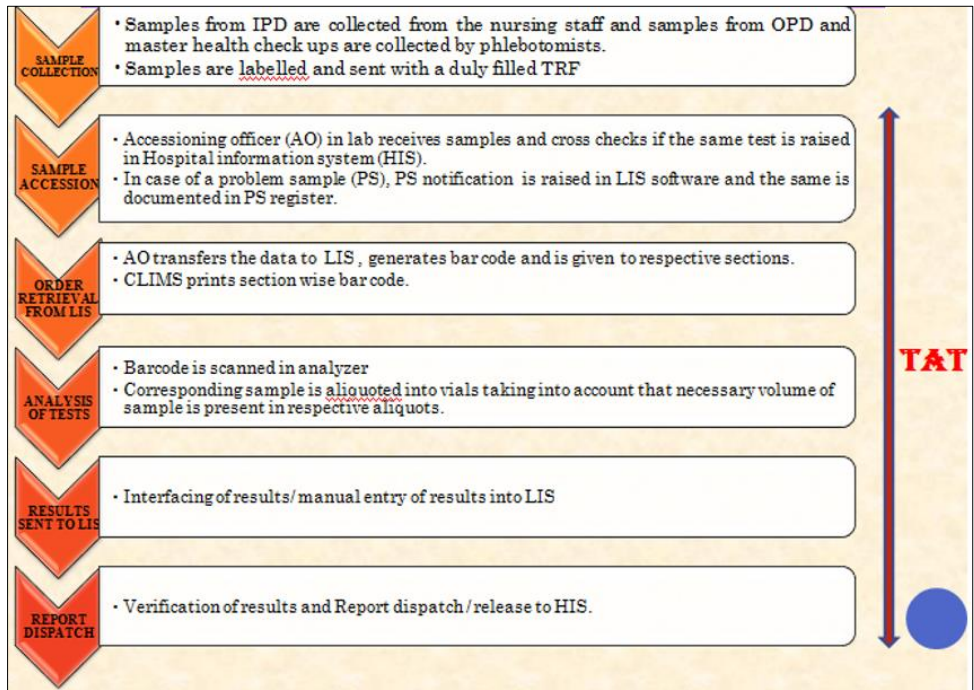 SAMPLE
COLLECTION
• Samples from IPD are collected from the nursing staff and samples from OPD and
master health check ups are collected by phlebotomists.
• Samples are labelled and sent with a duly filled TRF
SAMPLE
ACCESSION
• Accessioning officer (AO) in lab receives samples and cross checks if the same test is raised
in Hospital information system (HIS).
• In case of a problem sample (PS), PS notification is raised in LIS software and the same is
documented in PS register.
ORDER
RETRIEVAL
FROM LIS
• AO transfers the data to LIS , generates bar code and is given to respective sections.
• CLIMS prints section wise bar code.
ANALYSIS
OF TESTS
• Barcode is scanned in analyzer
• Corresponding sample is aliquoted into vials taking into account that necessary volume of
sample is present in respective aliquots.
RESULTS
SENT TO LIS
• Interfacing of results/ manual entry of results into LIS
REPORT
DISPATCH
• Verification of results and Report dispatch / release to HIS.
TAT